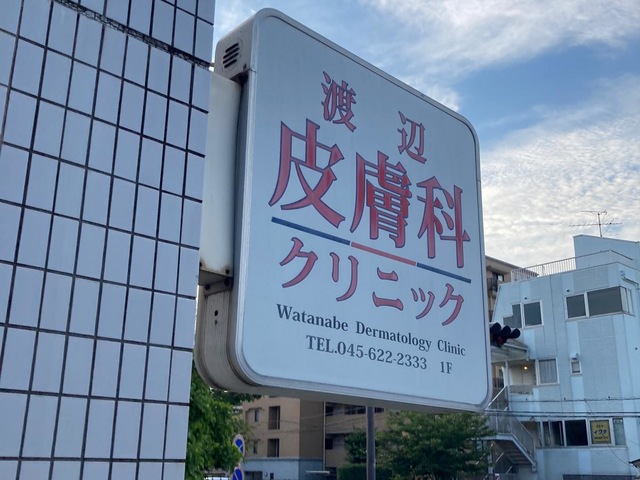 渡辺
皮膚科
クリニック
Watanabe Dermatology Clinic
TEL.045-622-2333 1F